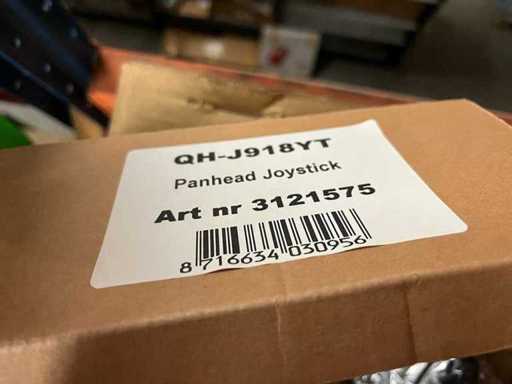 QH-J918YT
Panhead Joystick
Art nr 3121575
8 716634 030956